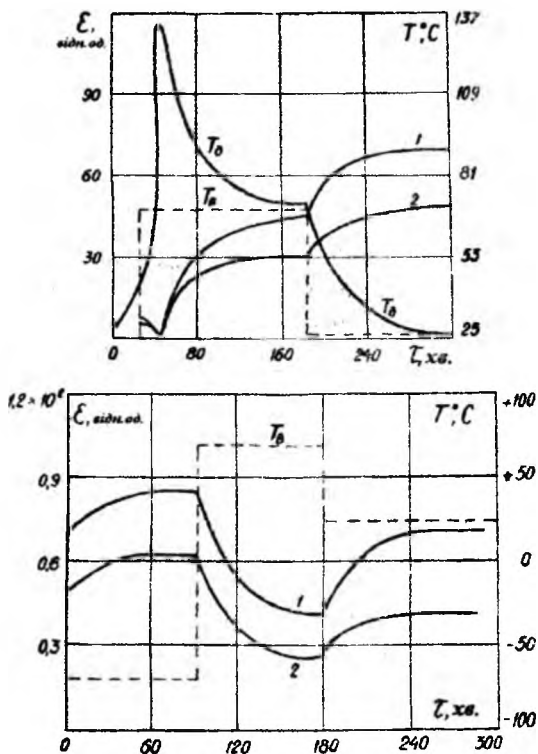 ℰ, T°,C
відн.од. 137
90 109
Tв
60 1 81
Tк 2
30 53
Tв
25
0 80 160 240 τ, хв.
1,2 × 10² ℰ, відн.од. T°,C +100
Tв
0,9 +50
0,6 0
1
0,3 2 -50
τ, хв. -100
0 60 120 180 240 300